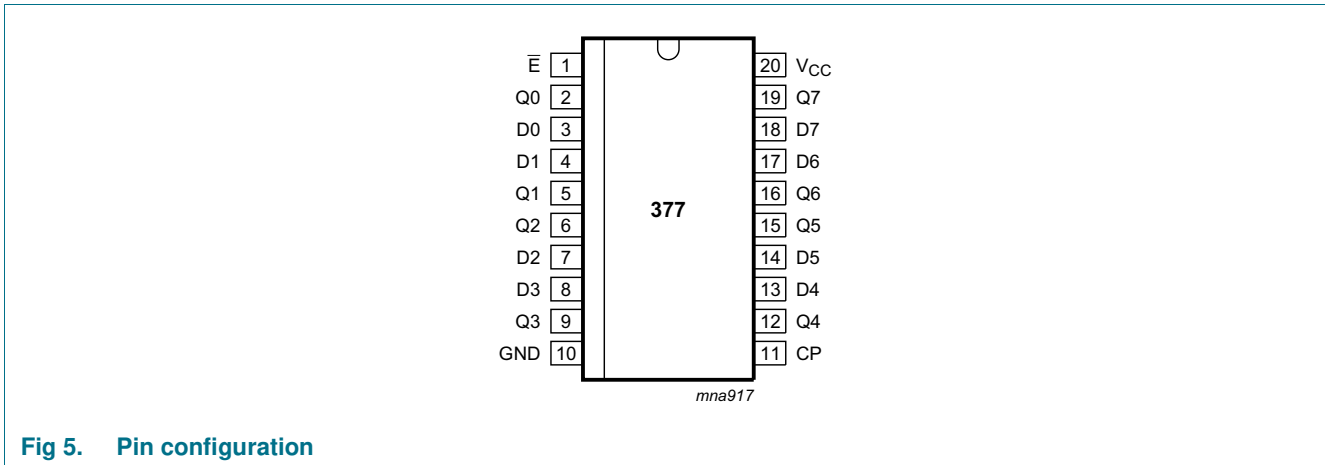 E̅ 1 20 VCC
Q0 2 19 Q7
D0 3 18 D7
D1 4 17 D6
Q1 5 16 Q6
377
Q2 6 15 Q5
D2 7 14 D5
D3 8 13 D4
Q3 9 12 Q4
GND 10 11 CP
mna917
Fig 5. Pin configuration